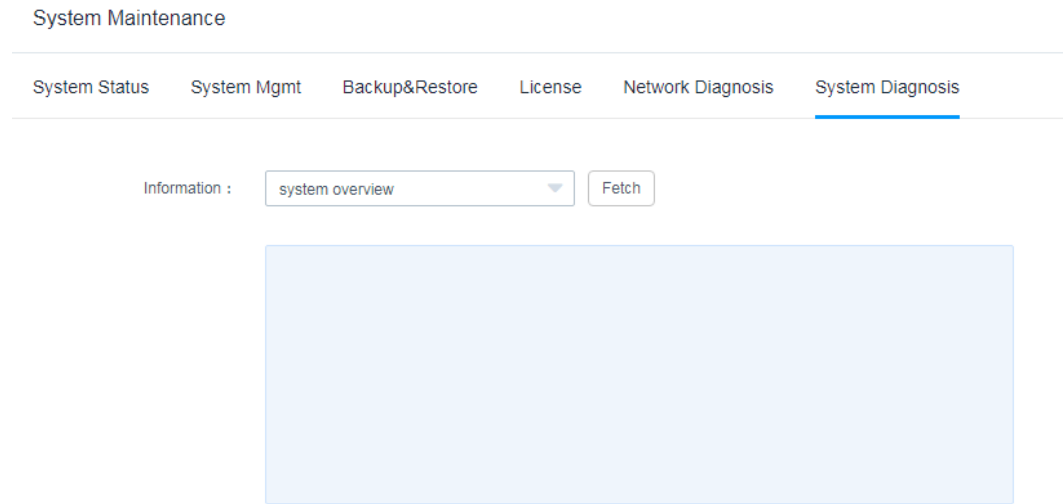 System Maintenance
System Status System Mgmt Backup&Restore License Network Diagnosis System Diagnosis
Information : system overview Fetch